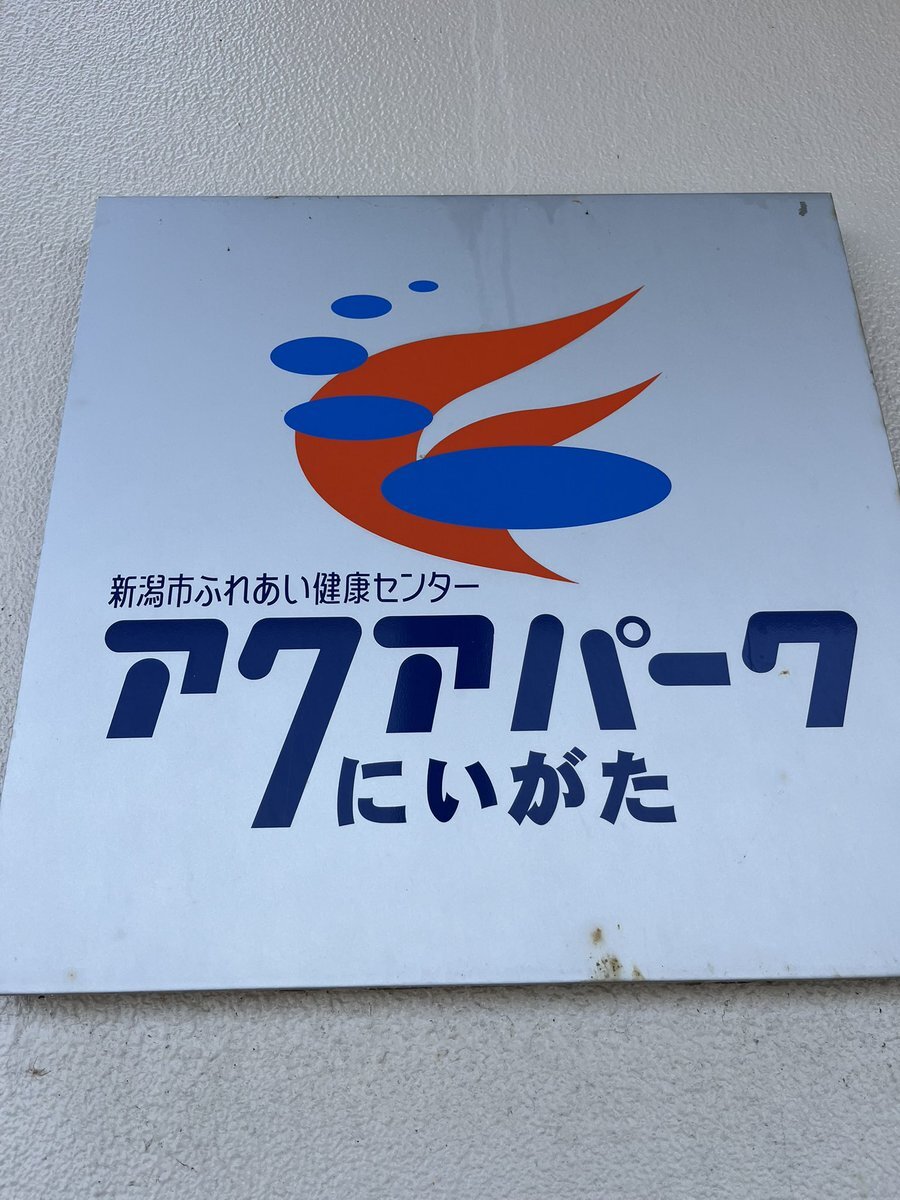 新潟市ふれあい健康センター
アクアパーク
にいがた